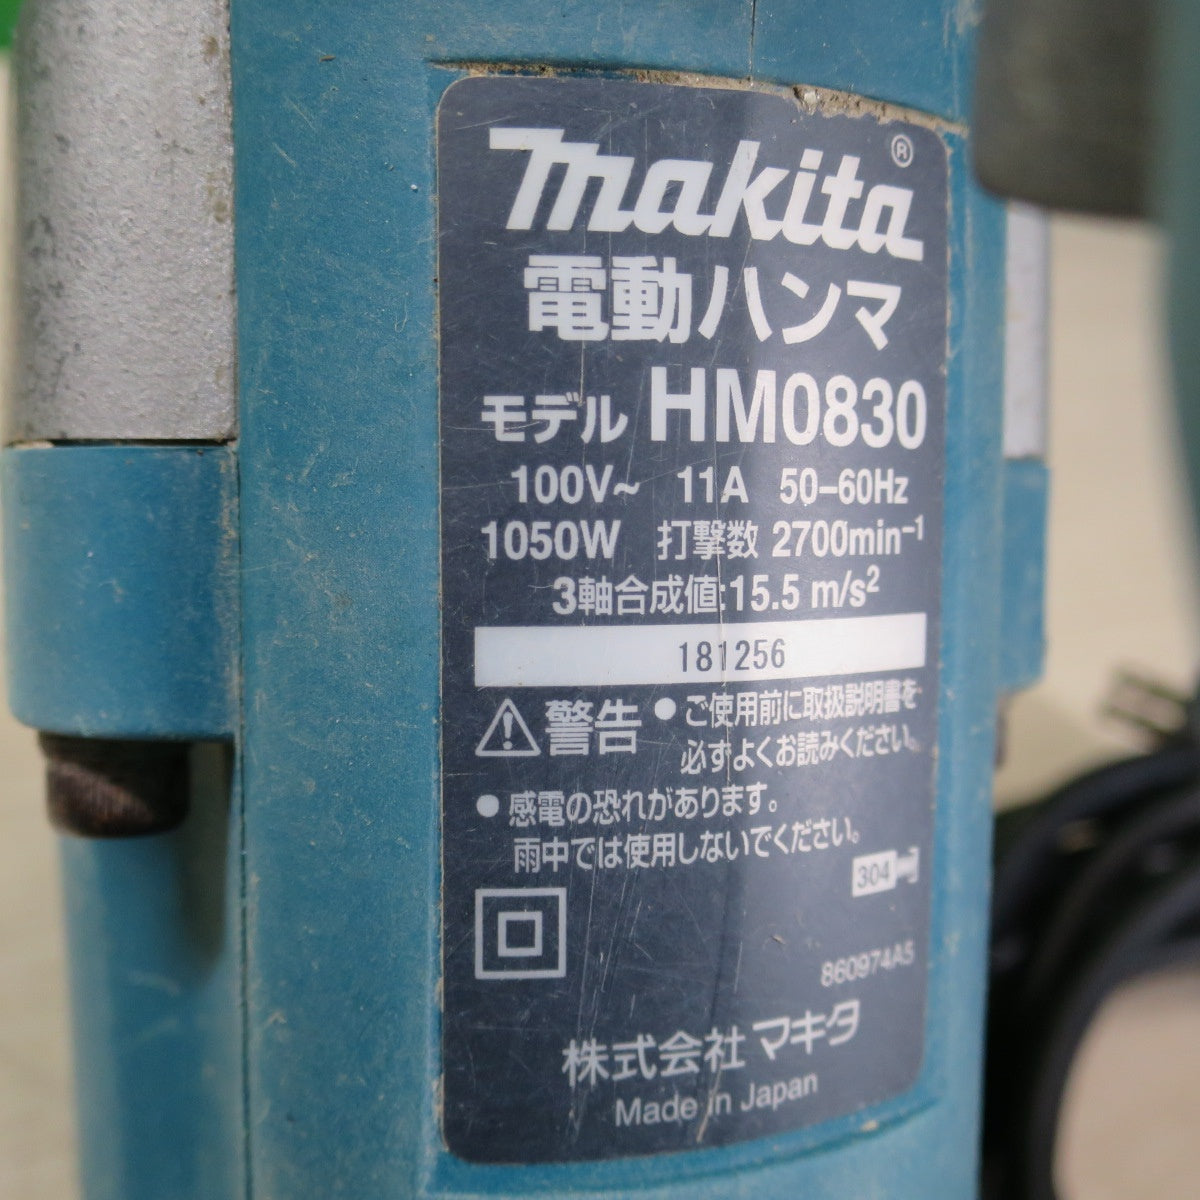 makita®
電動ハンマ
モデル HM0830
100V~ 11A 50-60Hz
1050W 打撃数 2700min-1
3軸合成値:15.5 m/s2
181256
⚠警告 ●ご使用前に取扱説明書を
必ずよくお読みください。
●感電の恐れがあります。
雨中では使用しないでください。
304
860974A5
株式会社 マキタ
Made in Japan